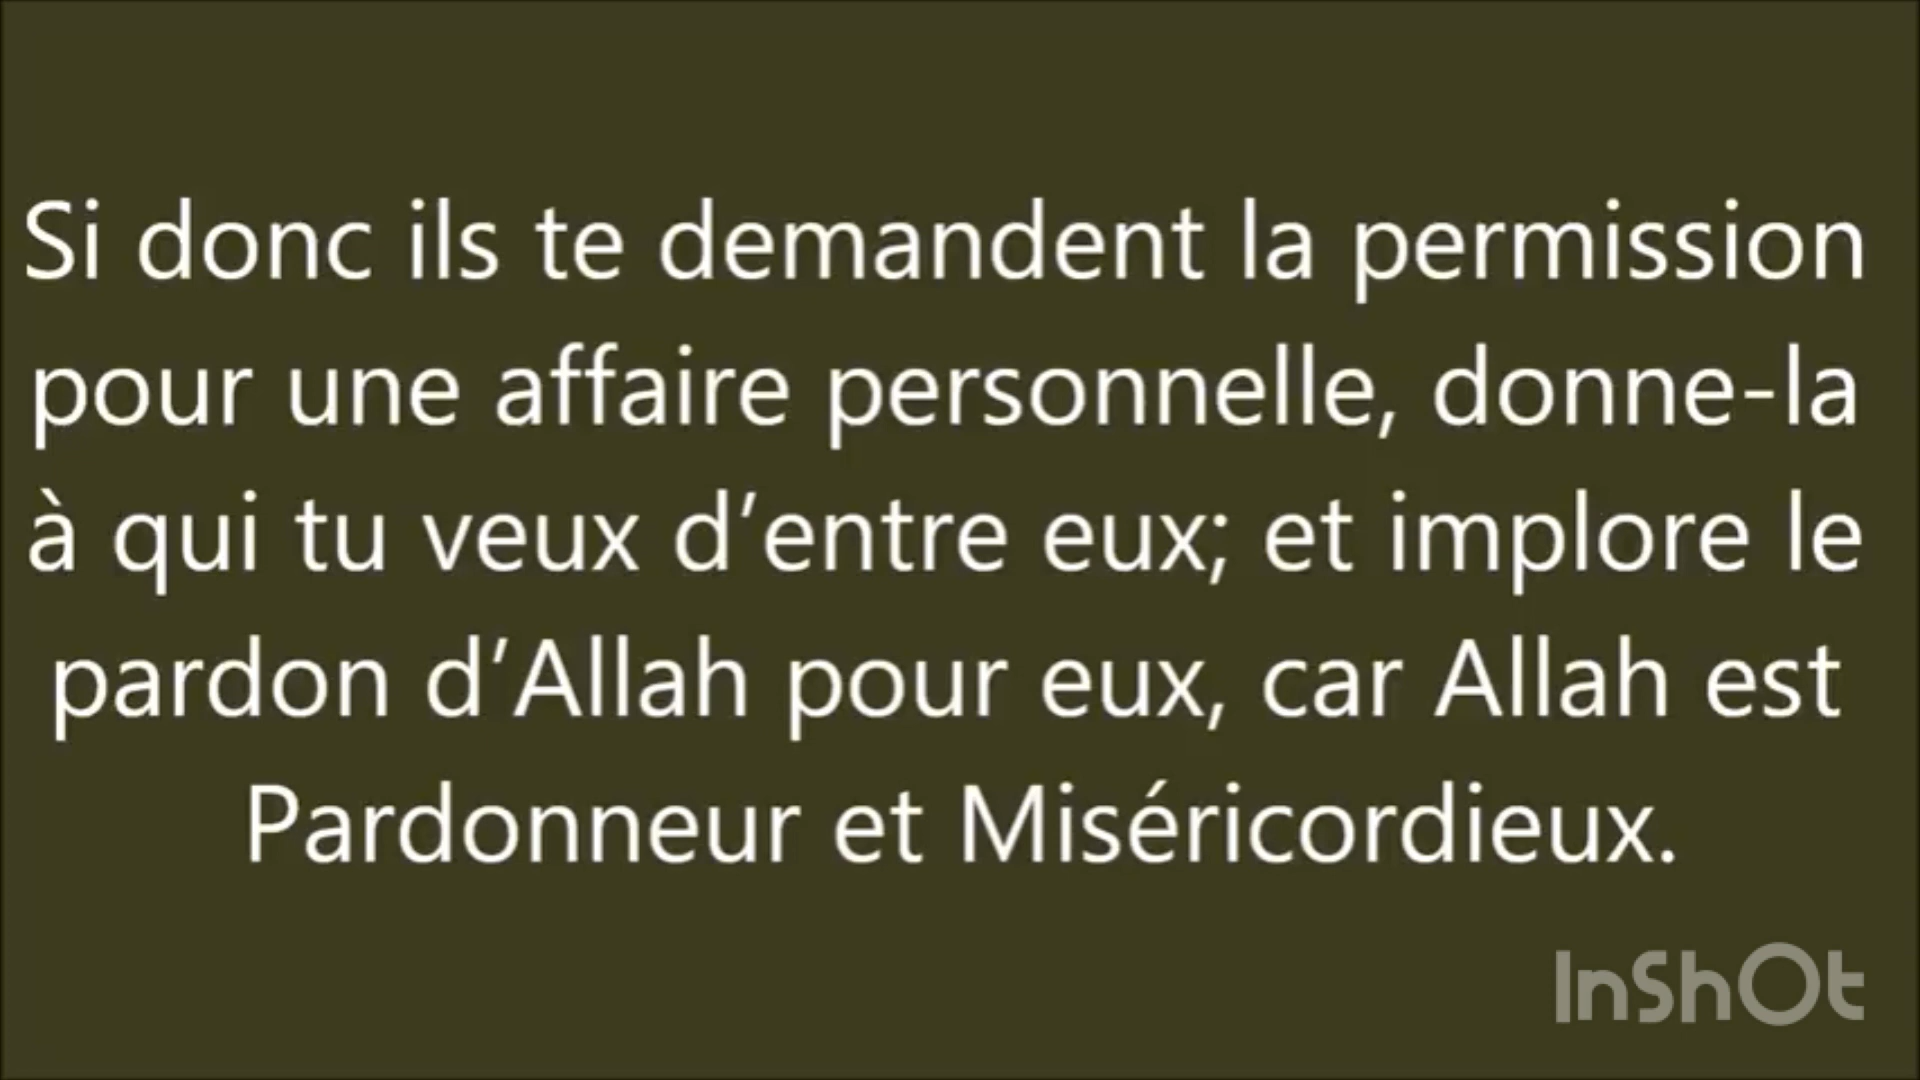 Si donc ils te demandent la permission
pour une affaire personnelle, donne-la
à qui tu veux d’entre eux; et implore le
pardon d’Allah pour eux, car Allah est
Pardonneur et Miséricordieux.
InShOt